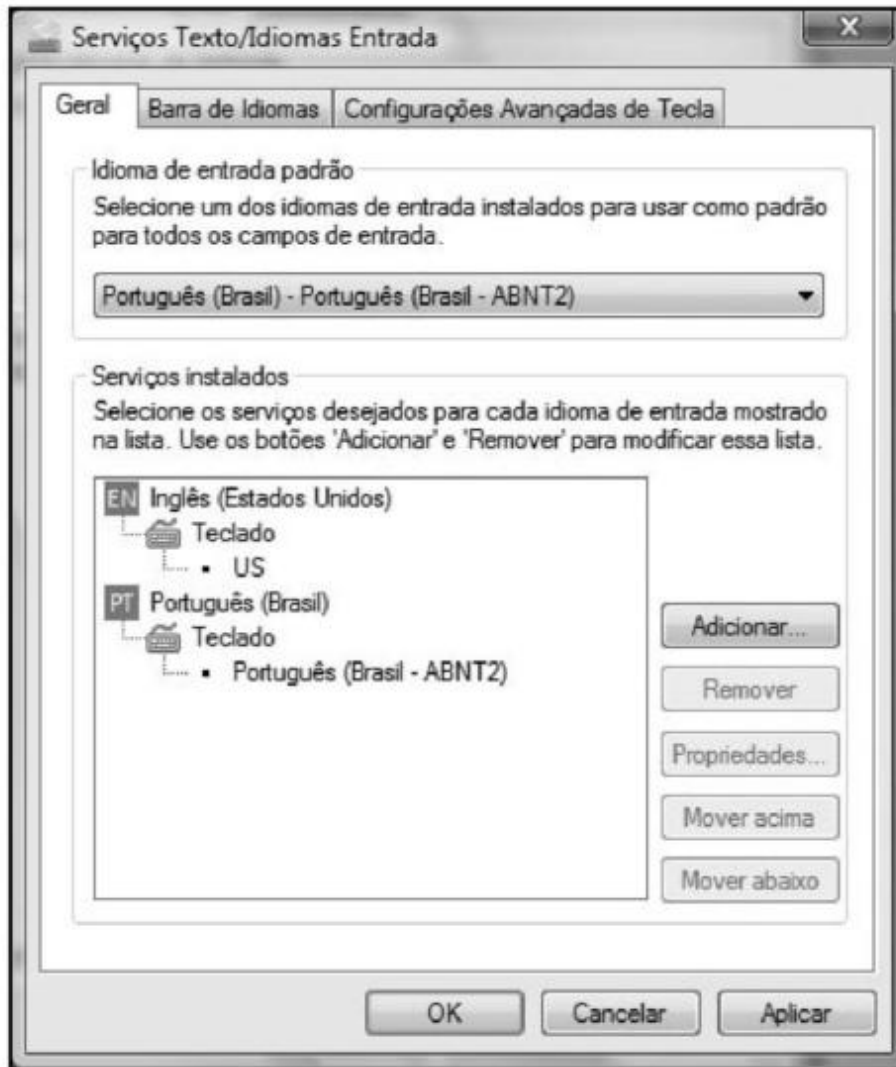 Serviços Texto/Idiomas Entrada
Geral
Barra de Idiomas
Configurações Avançadas de Tecla
Idioma de entrada padrão
Selecione um dos idiomas de entrada instalados para usar como padrão
para todos os campos de entrada.
Português (Brasil) - Português (Brasil - ABNT2)
Serviços instalados
Selecione os serviços desejados para cada idioma de entrada mostrado
na lista. Use os botões 'Adicionar' e 'Remover' para modificar essa lista.
EN Inglês (Estados Unidos)
Teclado
▪ US
PT Português (Brasil)
Teclado
▪ Português (Brasil - ABNT2)
Adicionar...
Remover
Propriedades...
Mover acima
Mover abaixo
OK
Cancelar
Aplicar